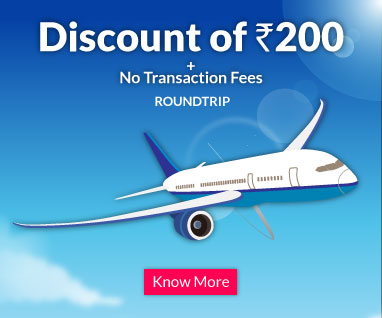 Discount of ₹200
+
No Transaction Fees
ROUNDTRIP
Know More